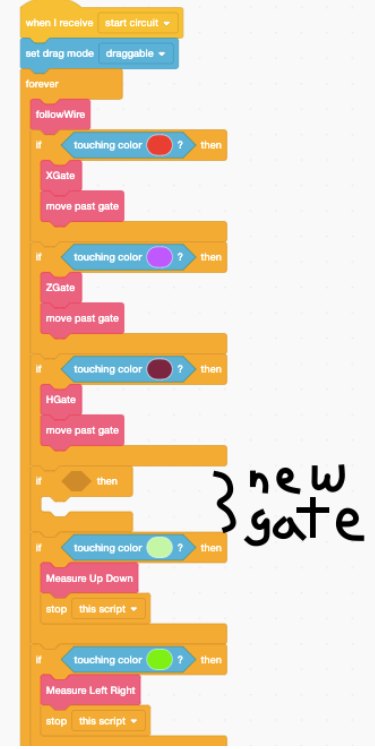 when I receive start circuit
set drag mode draggable
forever
followWire
if touching color ? then
XGate
move past gate
if touching color ? then
ZGate
move past gate
if touching color ? then
HGate
move past gate
if then
new
gate
if touching color ? then
Measure Up Down
stop this script
if touching color ? then
Measure Left Right
stop this script